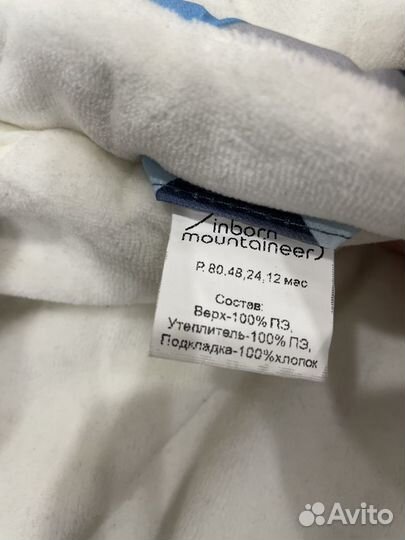 inborn
mountaineer
Р. 80,48,24,12 мес
Состав:
Верх-100% ПЭ,
Утеплитель-100% ПЭ,
Подкладка-100%хлопок
Avito